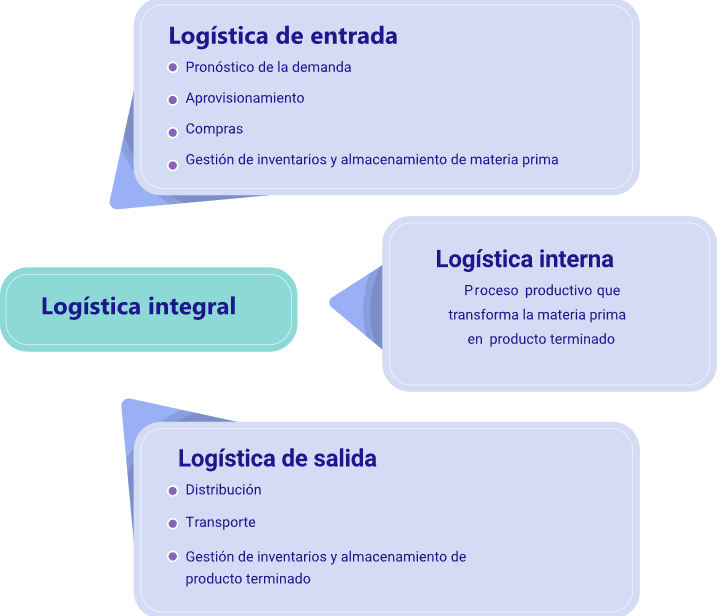 Logística de entrada
Pronóstico de la demanda
Aprovisionamiento
Compras
Gestión de inventarios y almacenamiento de materia prima
Logística interna
Proceso productivo que
transforma la materia prima
en producto terminado
Logística integral
Logística de salida
Distribución
Transporte
Gestión de inventarios y almacenamiento de
producto terminado